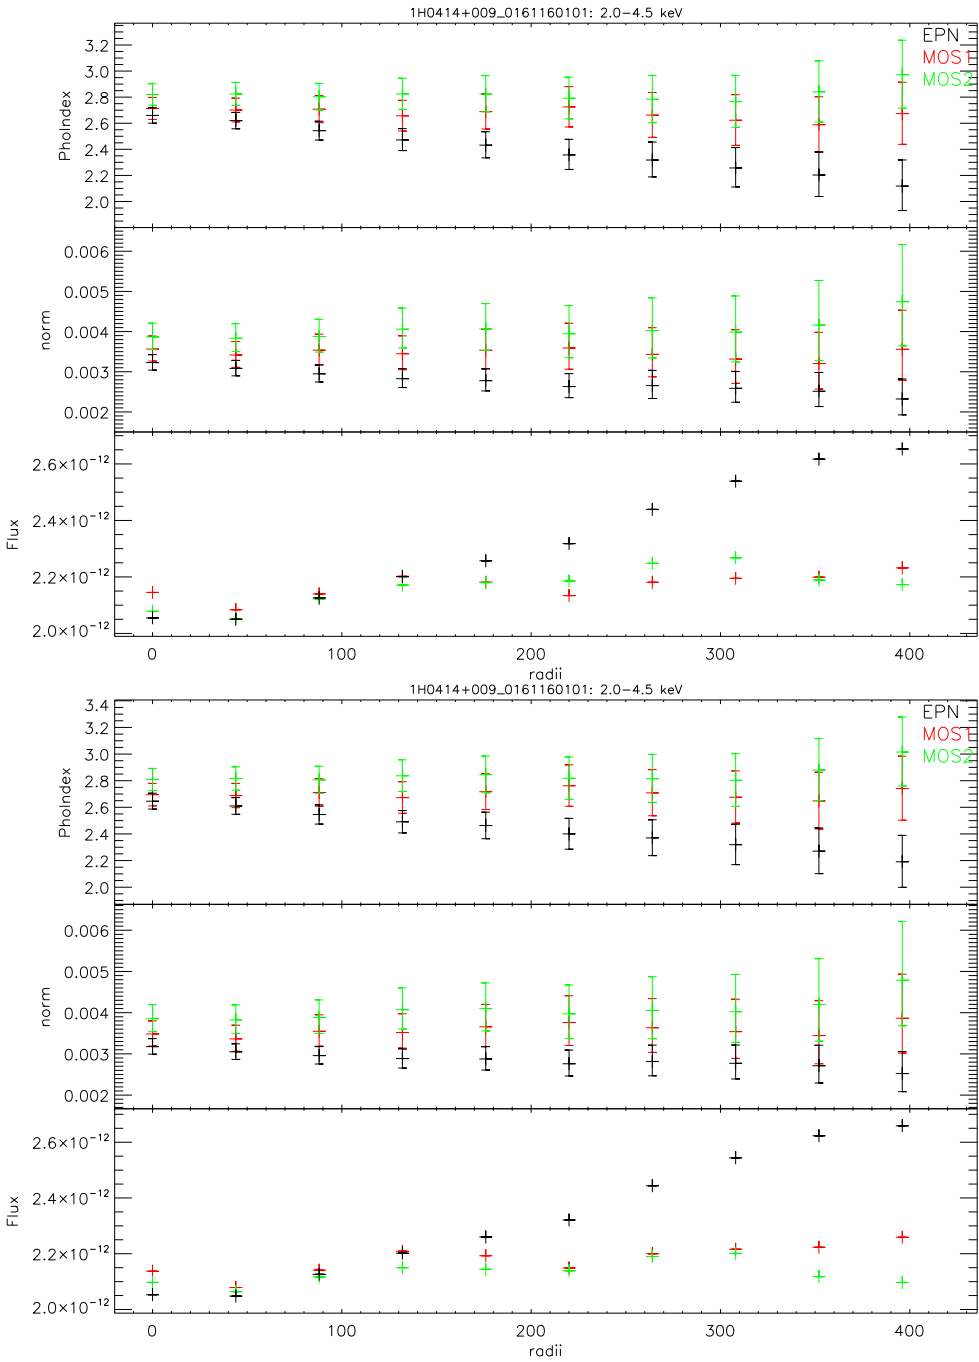 1H0414+009_0161160101: 2.0−4.5 keV
EPN
MOS1
MOS2
3.2
3.0
2.8
2.6
2.4
2.2
2.0
PhoIndex
0.006
0.005
0.004
0.003
0.002
norm
2.6×10⁻¹²
2.4×10⁻¹²
2.2×10⁻¹²
2.0×10⁻¹²
Flux
0 100 200 300 400
radii
1H0414+009_0161160101: 2.0−4.5 keV
EPN
MOS1
MOS2
3.4
3.2
3.0
2.8
2.6
2.4
2.2
2.0
PhoIndex
0.006
0.005
0.004
0.003
0.002
norm
2.6×10⁻¹²
2.4×10⁻¹²
2.2×10⁻¹²
2.0×10⁻¹²
Flux
0 100 200 300 400
radii